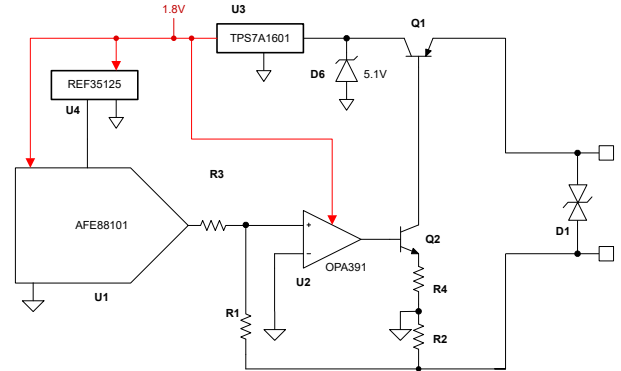 1.8V
U3
TPS7A1601
Q1
D6
5.1V
REF35125
U4
R3
AFE88101
+
−
OPA391
U2
U1
Q2
D1
R4
R1
R2